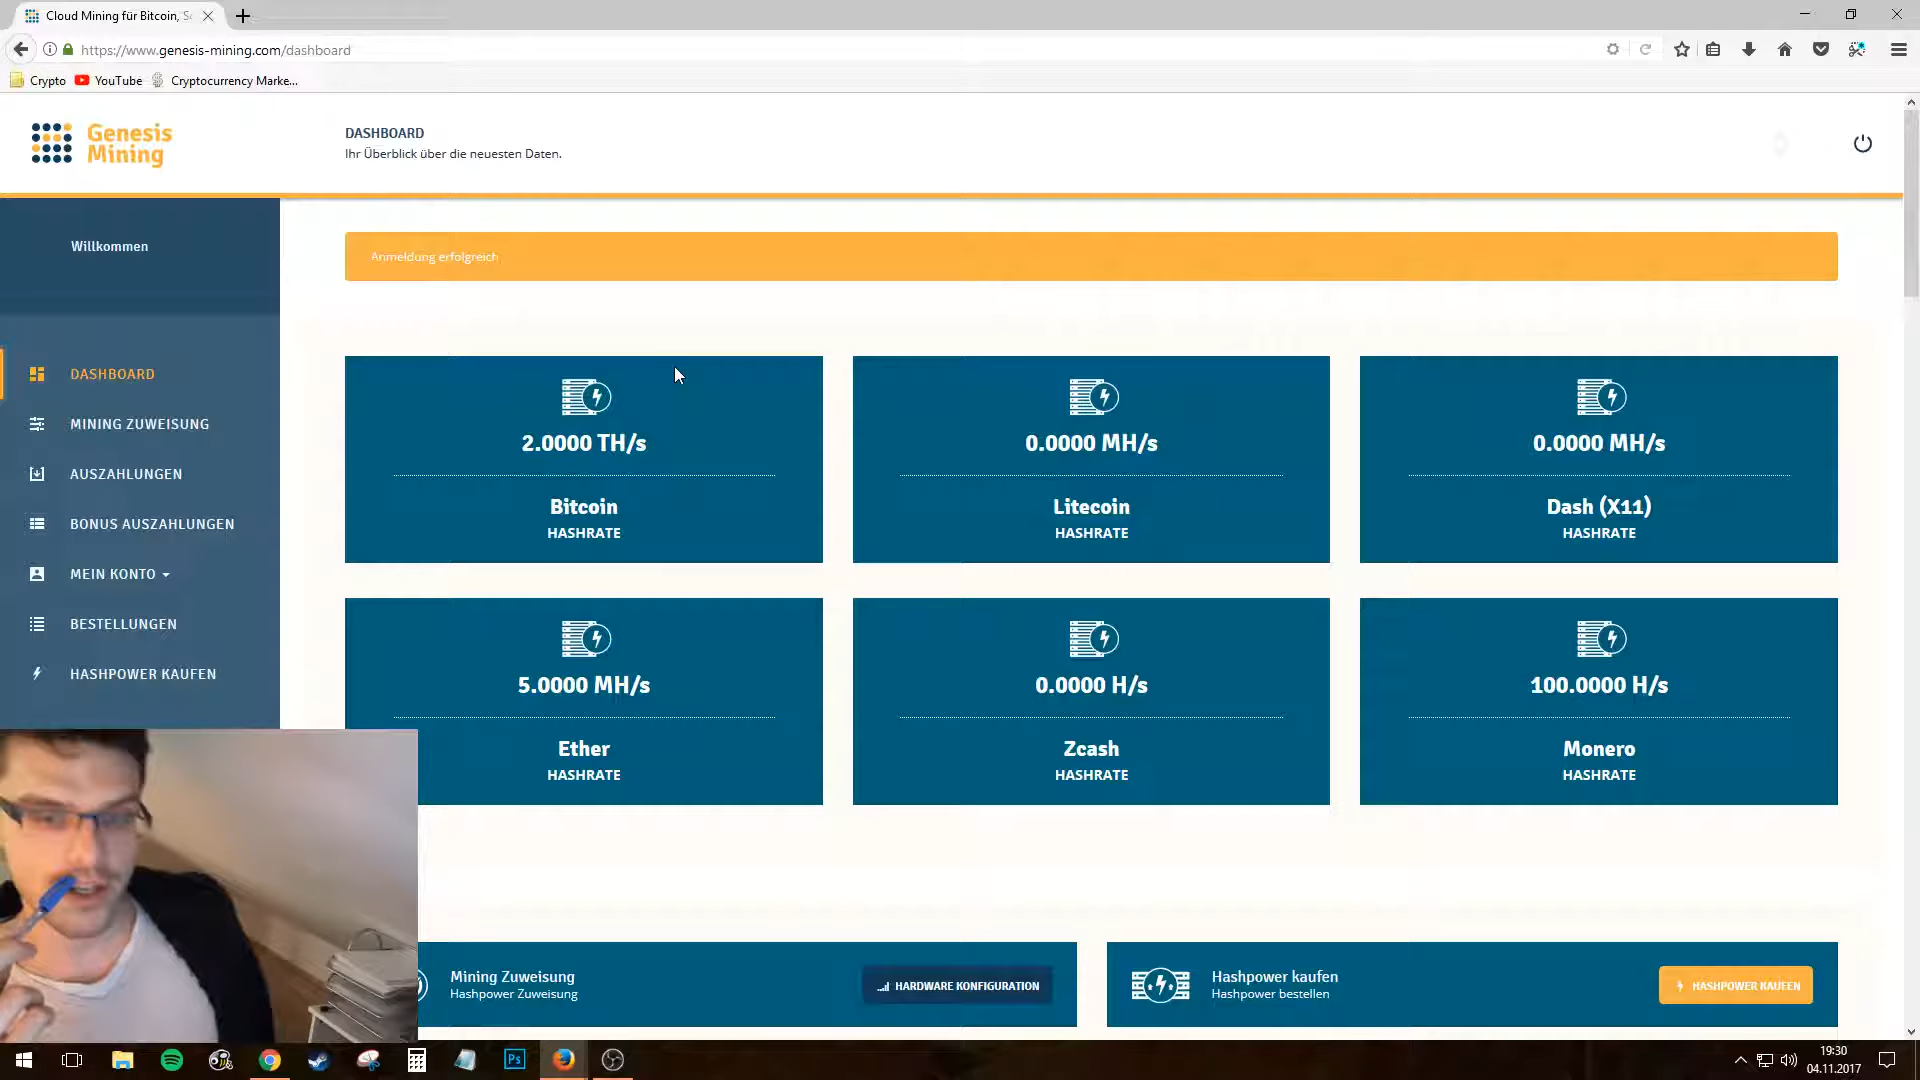 Cloud Mining für Bitcoin, Sc
https://www.genesis-mining.com/dashboard
Crypto YouTube Cryptocurrency Marke...
Genesis
Mining
DASHBOARD
Ihr Überblick über die neuesten Daten.
Willkommen
Anmeldung erfolgreich
DASHBOARD
MINING ZUWEISUNG
AUSZAHLUNGEN
BONUS AUSZAHLUNGEN
MEIN KONTO
BESTELLUNGEN
HASHPOWER KAUFEN
2.0000 TH/s
Bitcoin
HASHRATE
0.0000 MH/s
Litecoin
HASHRATE
0.0000 MH/s
Dash (X11)
HASHRATE
5.0000 MH/s
Ether
HASHRATE
0.0000 H/s
Zcash
HASHRATE
100.0000 H/s
Monero
HASHRATE
Mining Zuweisung
Hashpower Zuweisung
HARDWARE KONFIGURATION
Hashpower kaufen
Hashpower bestellen
HASHPOWER KAUFEN
Ps
19:30
04.11.2017